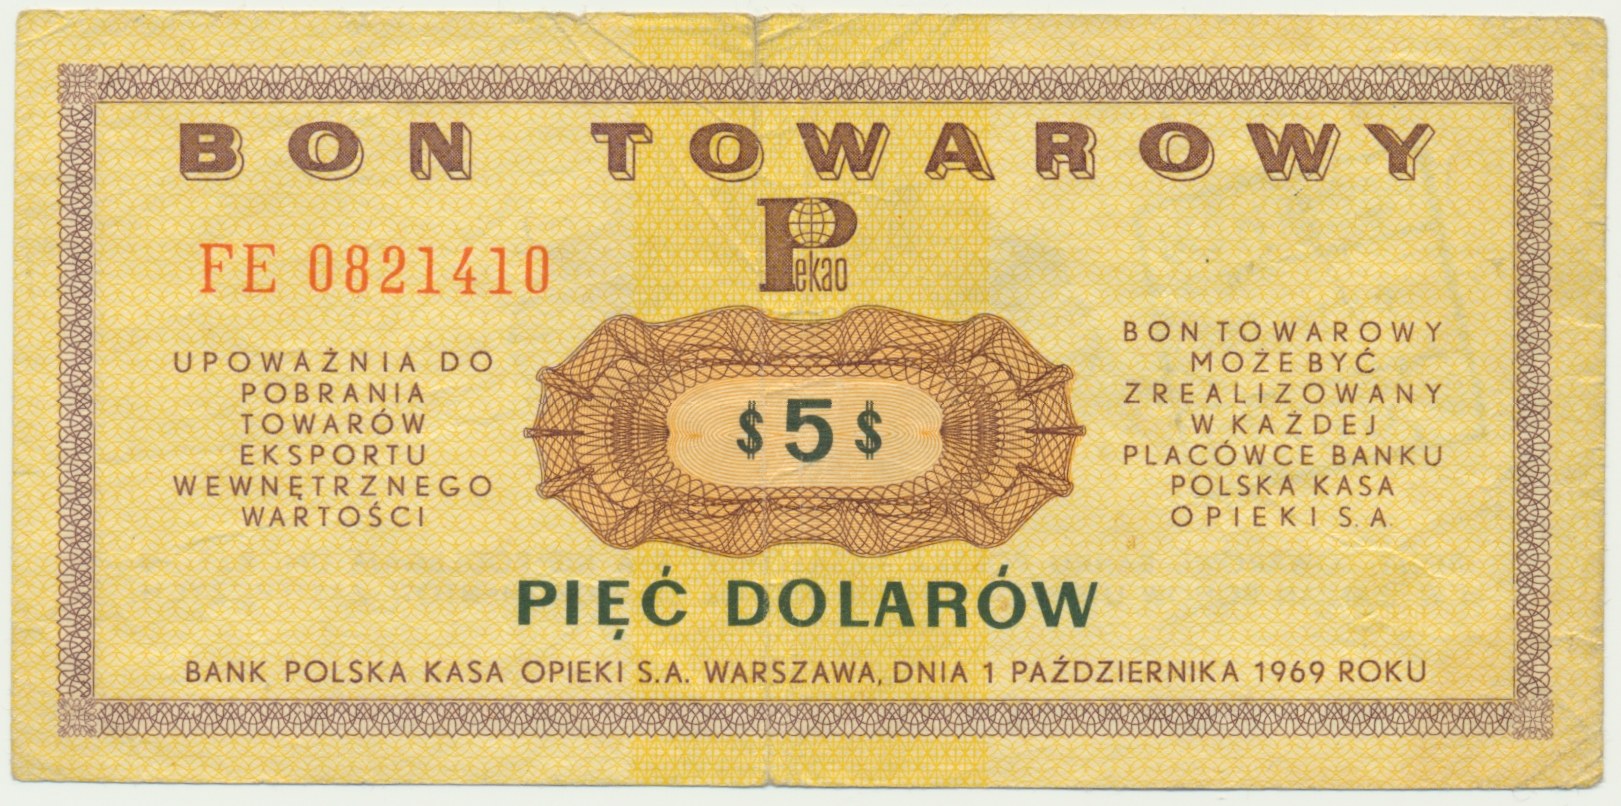 BON TOWAROWY
Pekao
FE 0821410
UPOWAŻNIA DO
POBRANIA
TOWARÓW
EKSPORTU
WEWNĘTRZNEGO
WARTOŚCI
$5$
BON TOWAROWY
MOŻE BYĆ
ZREALIZOWANY
W KAŻDEJ
PLACÓWCE BANKU
POLSKA KASA
OPIEKI S.A.
PIĘĆ DOLARÓW
BANK POLSKA KASA OPIEKI S.A. WARSZAWA, DNIA 1 PAŹDZIERNIKA 1969 ROKU